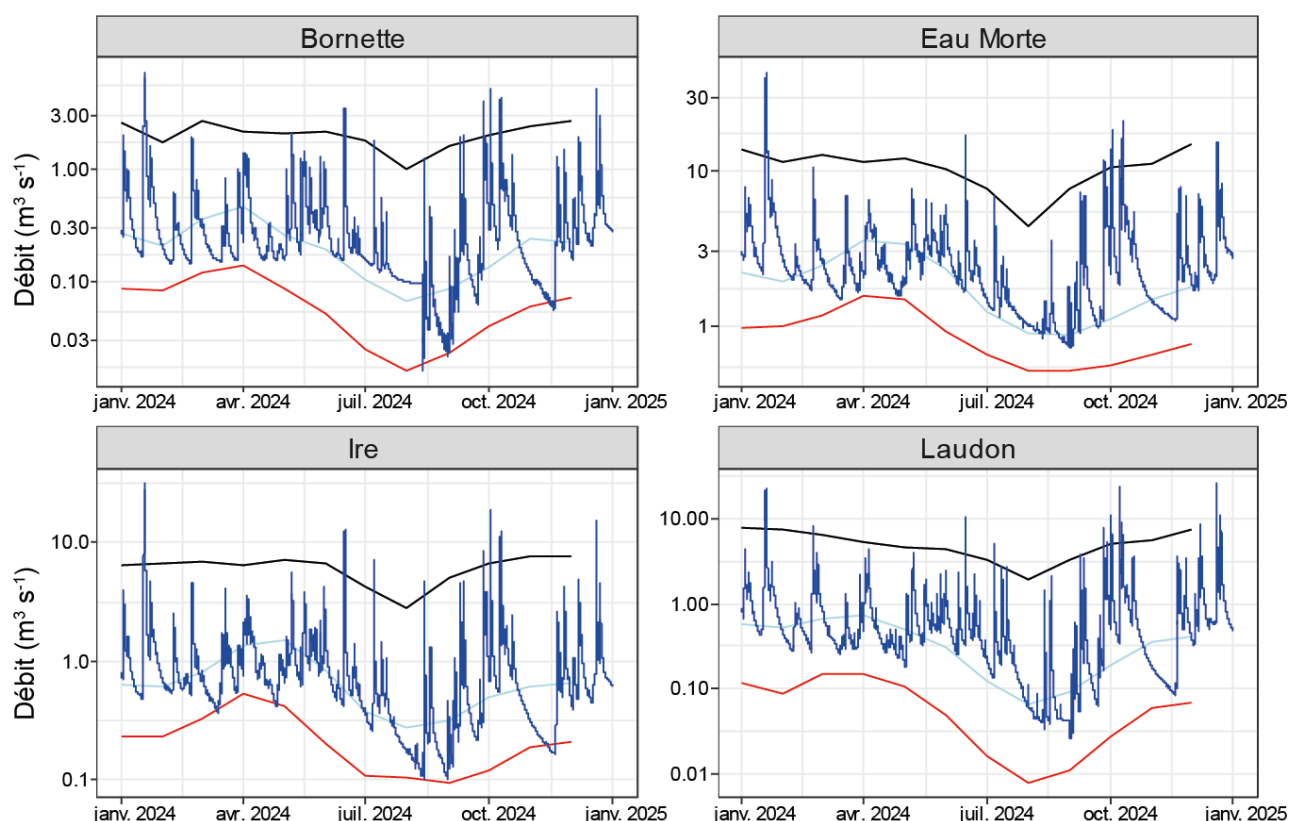 Bornette
Eau Morte
Débit (m³ s⁻¹)
3.00
1.00
0.30
0.10
0.03
30
10
3
1
janv. 2024 avr. 2024 juil. 2024 oct. 2024 janv. 2025
janv. 2024 avr. 2024 juil. 2024 oct. 2024 janv. 2025
Ire
Laudon
Débit (m³ s⁻¹)
10.0
1.0
0.1
10.00
1.00
0.10
0.01
janv. 2024 avr. 2024 juil. 2024 oct. 2024 janv. 2025
janv. 2024 avr. 2024 juil. 2024 oct. 2024 janv. 2025